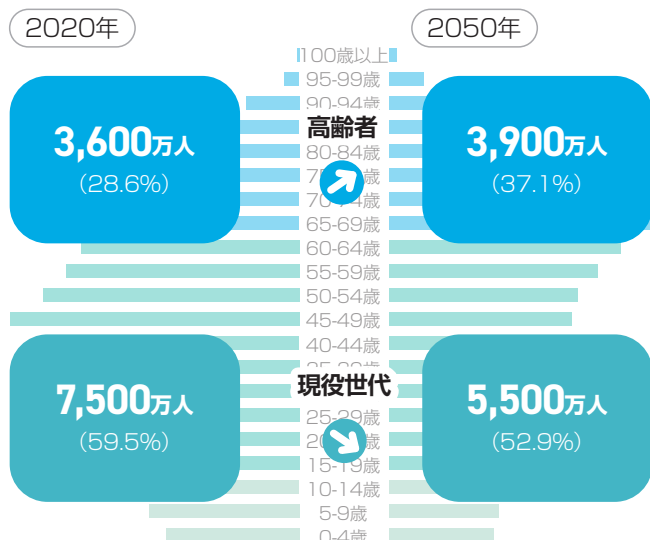 2020年
2050年
100歳以上
95-99歳
90-94歳
高齢者
80-84歳
65-69歳
60-64歳
55-59歳
50-54歳
45-49歳
40-44歳
現役世代
25-29歳
15-19歳
10-14歳
5-9歳
0-4歳
3,600万人
(28.6%)
3,900万人
(37.1%)
7,500万人
(59.5%)
5,500万人
(52.9%)